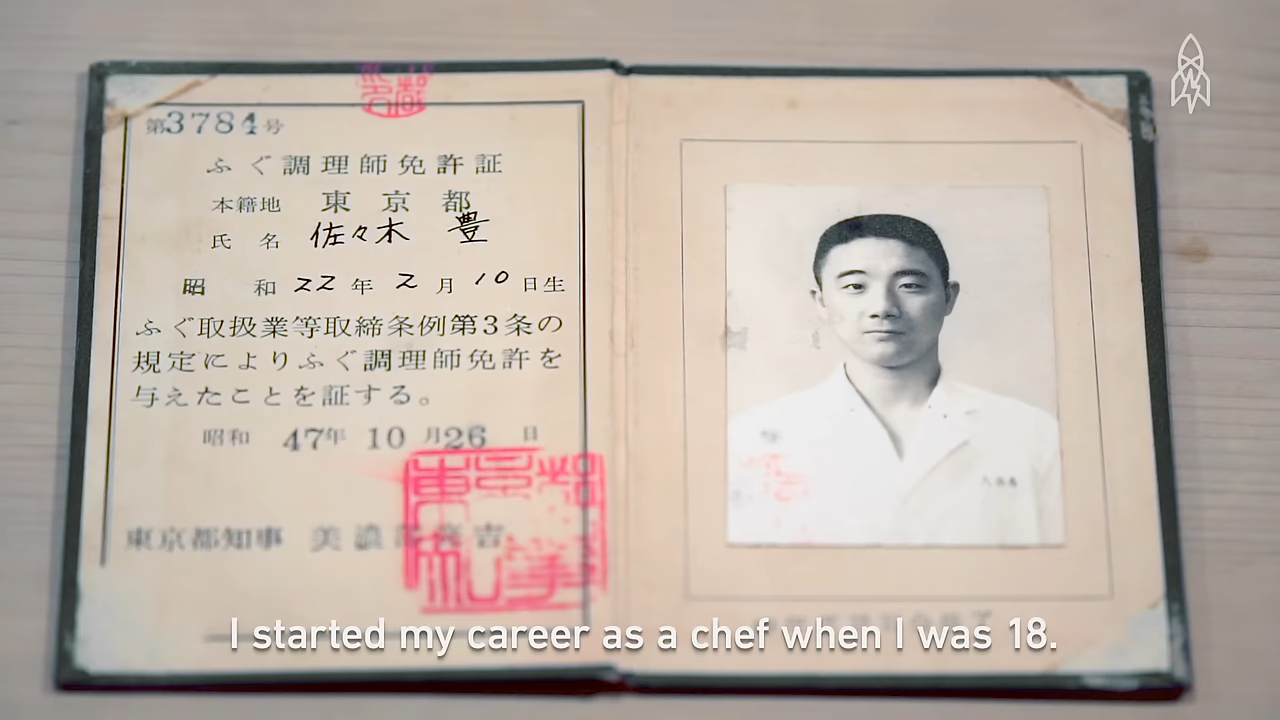 第3784号
ふぐ調理師免許証
本籍地 東京都
氏名 佐々木 豊
昭和22年2月10日生
ふぐ取扱業等取締条例第3条の
規定によりふぐ調理師免許を
与えたことを証する。
昭和 47年 10月26日
東京都知事 美濃部亮吉
I started my career as a chef when I was 18.